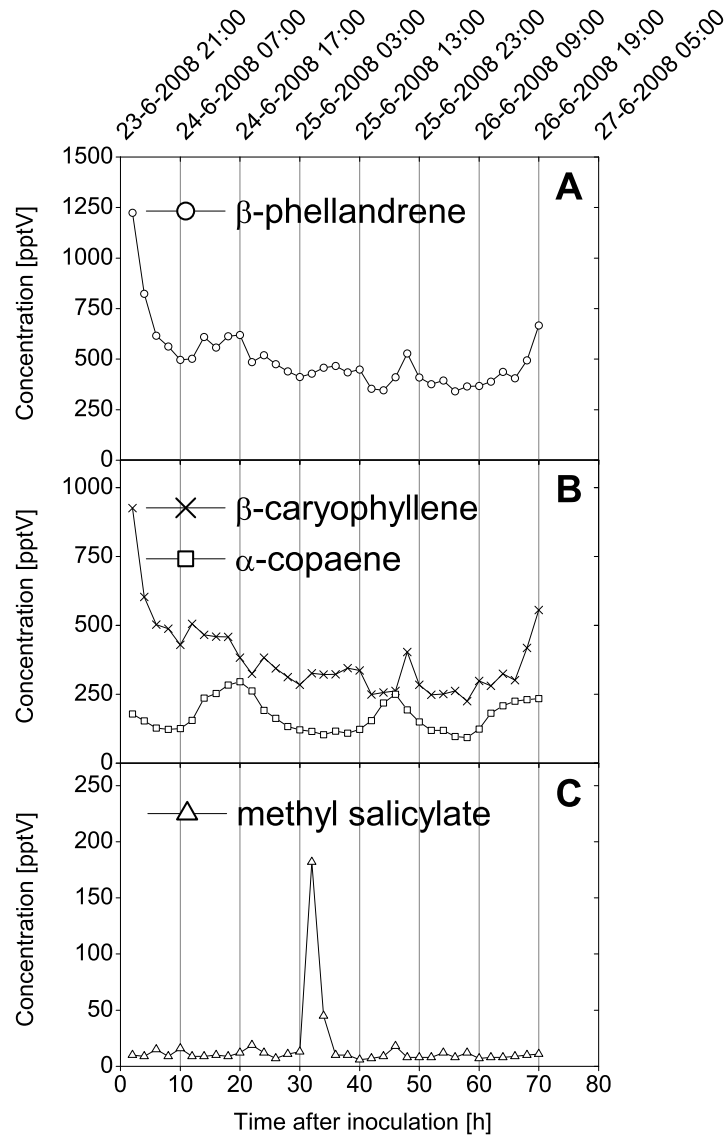 23-6-2008 21:00
24-6-2008 07:00
24-6-2008 17:00
25-6-2008 03:00
25-6-2008 13:00
25-6-2008 23:00
26-6-2008 09:00
26-6-2008 19:00
27-6-2008 05:00
A
β-phellandrene
Concentration [pptV]
1500
1250
1000
750
500
250
0
B
β-caryophyllene
α-copaene
Concentration [pptV]
1000
750
500
250
0
C
methyl salicylate
Concentration [pptV]
250
200
150
100
50
0
0 10 20 30 40 50 60 70 80
Time after inoculation [h]